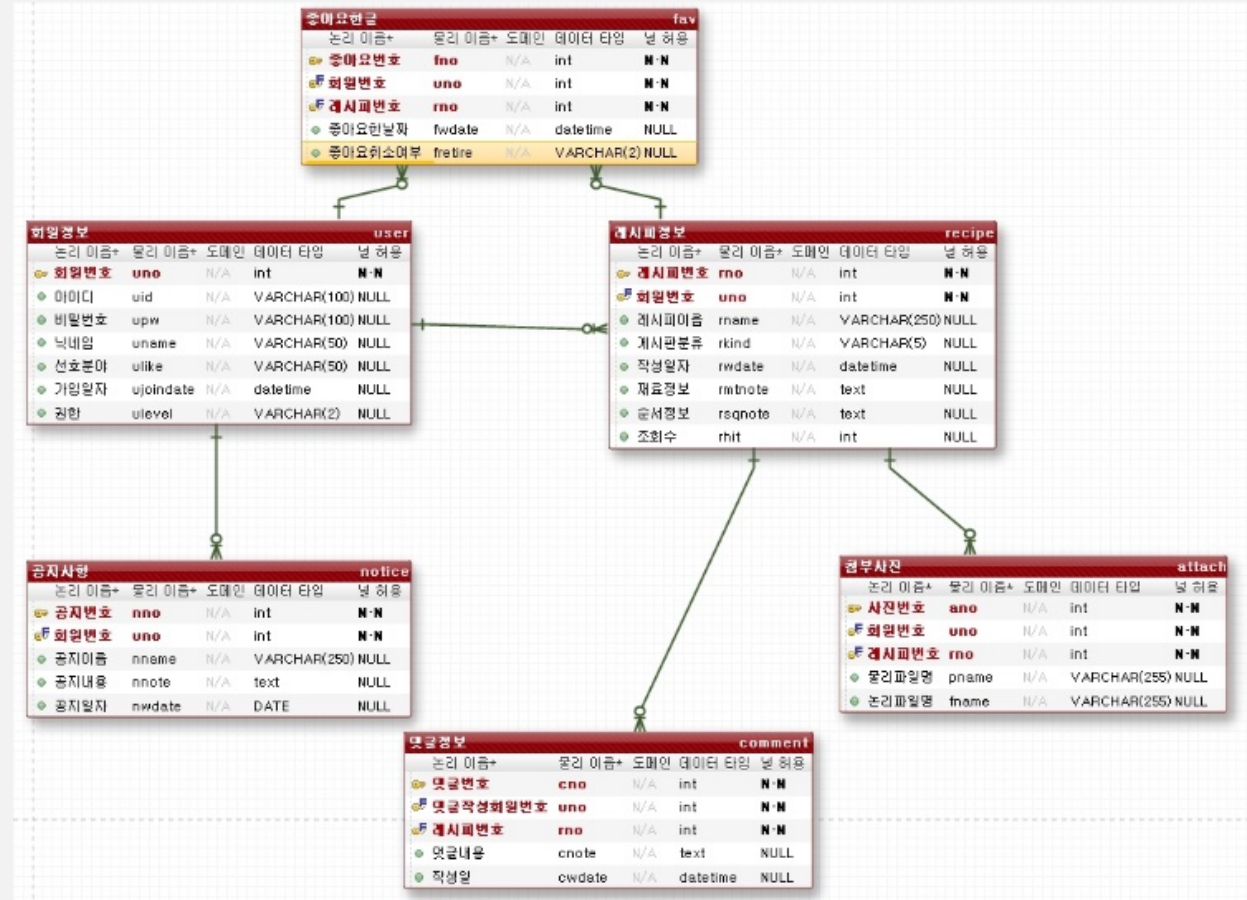 좋아요한글 fav
논리 이름+ 물리 이름+ 도메인 데이터 타입 널 허용
좋아요번호 fno N/A int N-N
회원번호 uno N/A int N-N
레시피번호 rno N/A int N-N
좋아요한날짜 fwdate N/A datetime NULL
좋아요취소여부 fretire N/A VARCHAR(2) NULL
회원정보 user
논리 이름+ 물리 이름+ 도메인 데이터 타입 널 허용
회원번호 uno N/A int N-N
아이디 uid N/A VARCHAR(100) NULL
비밀번호 upw N/A VARCHAR(100) NULL
닉네임 uname N/A VARCHAR(50) NULL
선호분야 ulike N/A VARCHAR(50) NULL
가입일자 ujoindate N/A datetime NULL
권한 ulevel N/A VARCHAR(2) NULL
레시피정보 recipe
논리 이름+ 물리 이름+ 도메인 데이터 타입 널 허용
레시피번호 rno N/A int N-N
회원번호 uno N/A int N-N
레시피이름 rname N/A VARCHAR(250) NULL
게시판분류 rkind N/A VARCHAR(5) NULL
작성일자 rwdate N/A datetime NULL
재료정보 rmtnote N/A text NULL
순서정보 rsqnote N/A text NULL
조회수 rhit N/A int NULL
공지사항 notice
논리 이름+ 물리 이름+ 도메인 데이터 타입 널 허용
공지번호 nno N/A int N-N
회원번호 uno N/A int N-N
공지이름 nname N/A VARCHAR(250) NULL
공지내용 nnote N/A text NULL
공지일자 nwdate N/A DATE NULL
첨부사진 attach
논리 이름+ 물리 이름+ 도메인 데이터 타입 널 허용
사진번호 ano N/A int N-N
회원번호 uno N/A int N-N
레시피번호 rno N/A int N-N
물리파일명 pname N/A VARCHAR(255) NULL
논리파일명 fname N/A VARCHAR(255) NULL
댓글정보 comment
논리 이름+ 물리 이름+ 도메인 데이터 타입 널 허용
댓글번호 cno N/A int N-N
댓글작성회원번호 uno N/A int N-N
레시피번호 rno N/A int N-N
댓글내용 cnote N/A text NULL
작성일 cwdate N/A datetime NULL